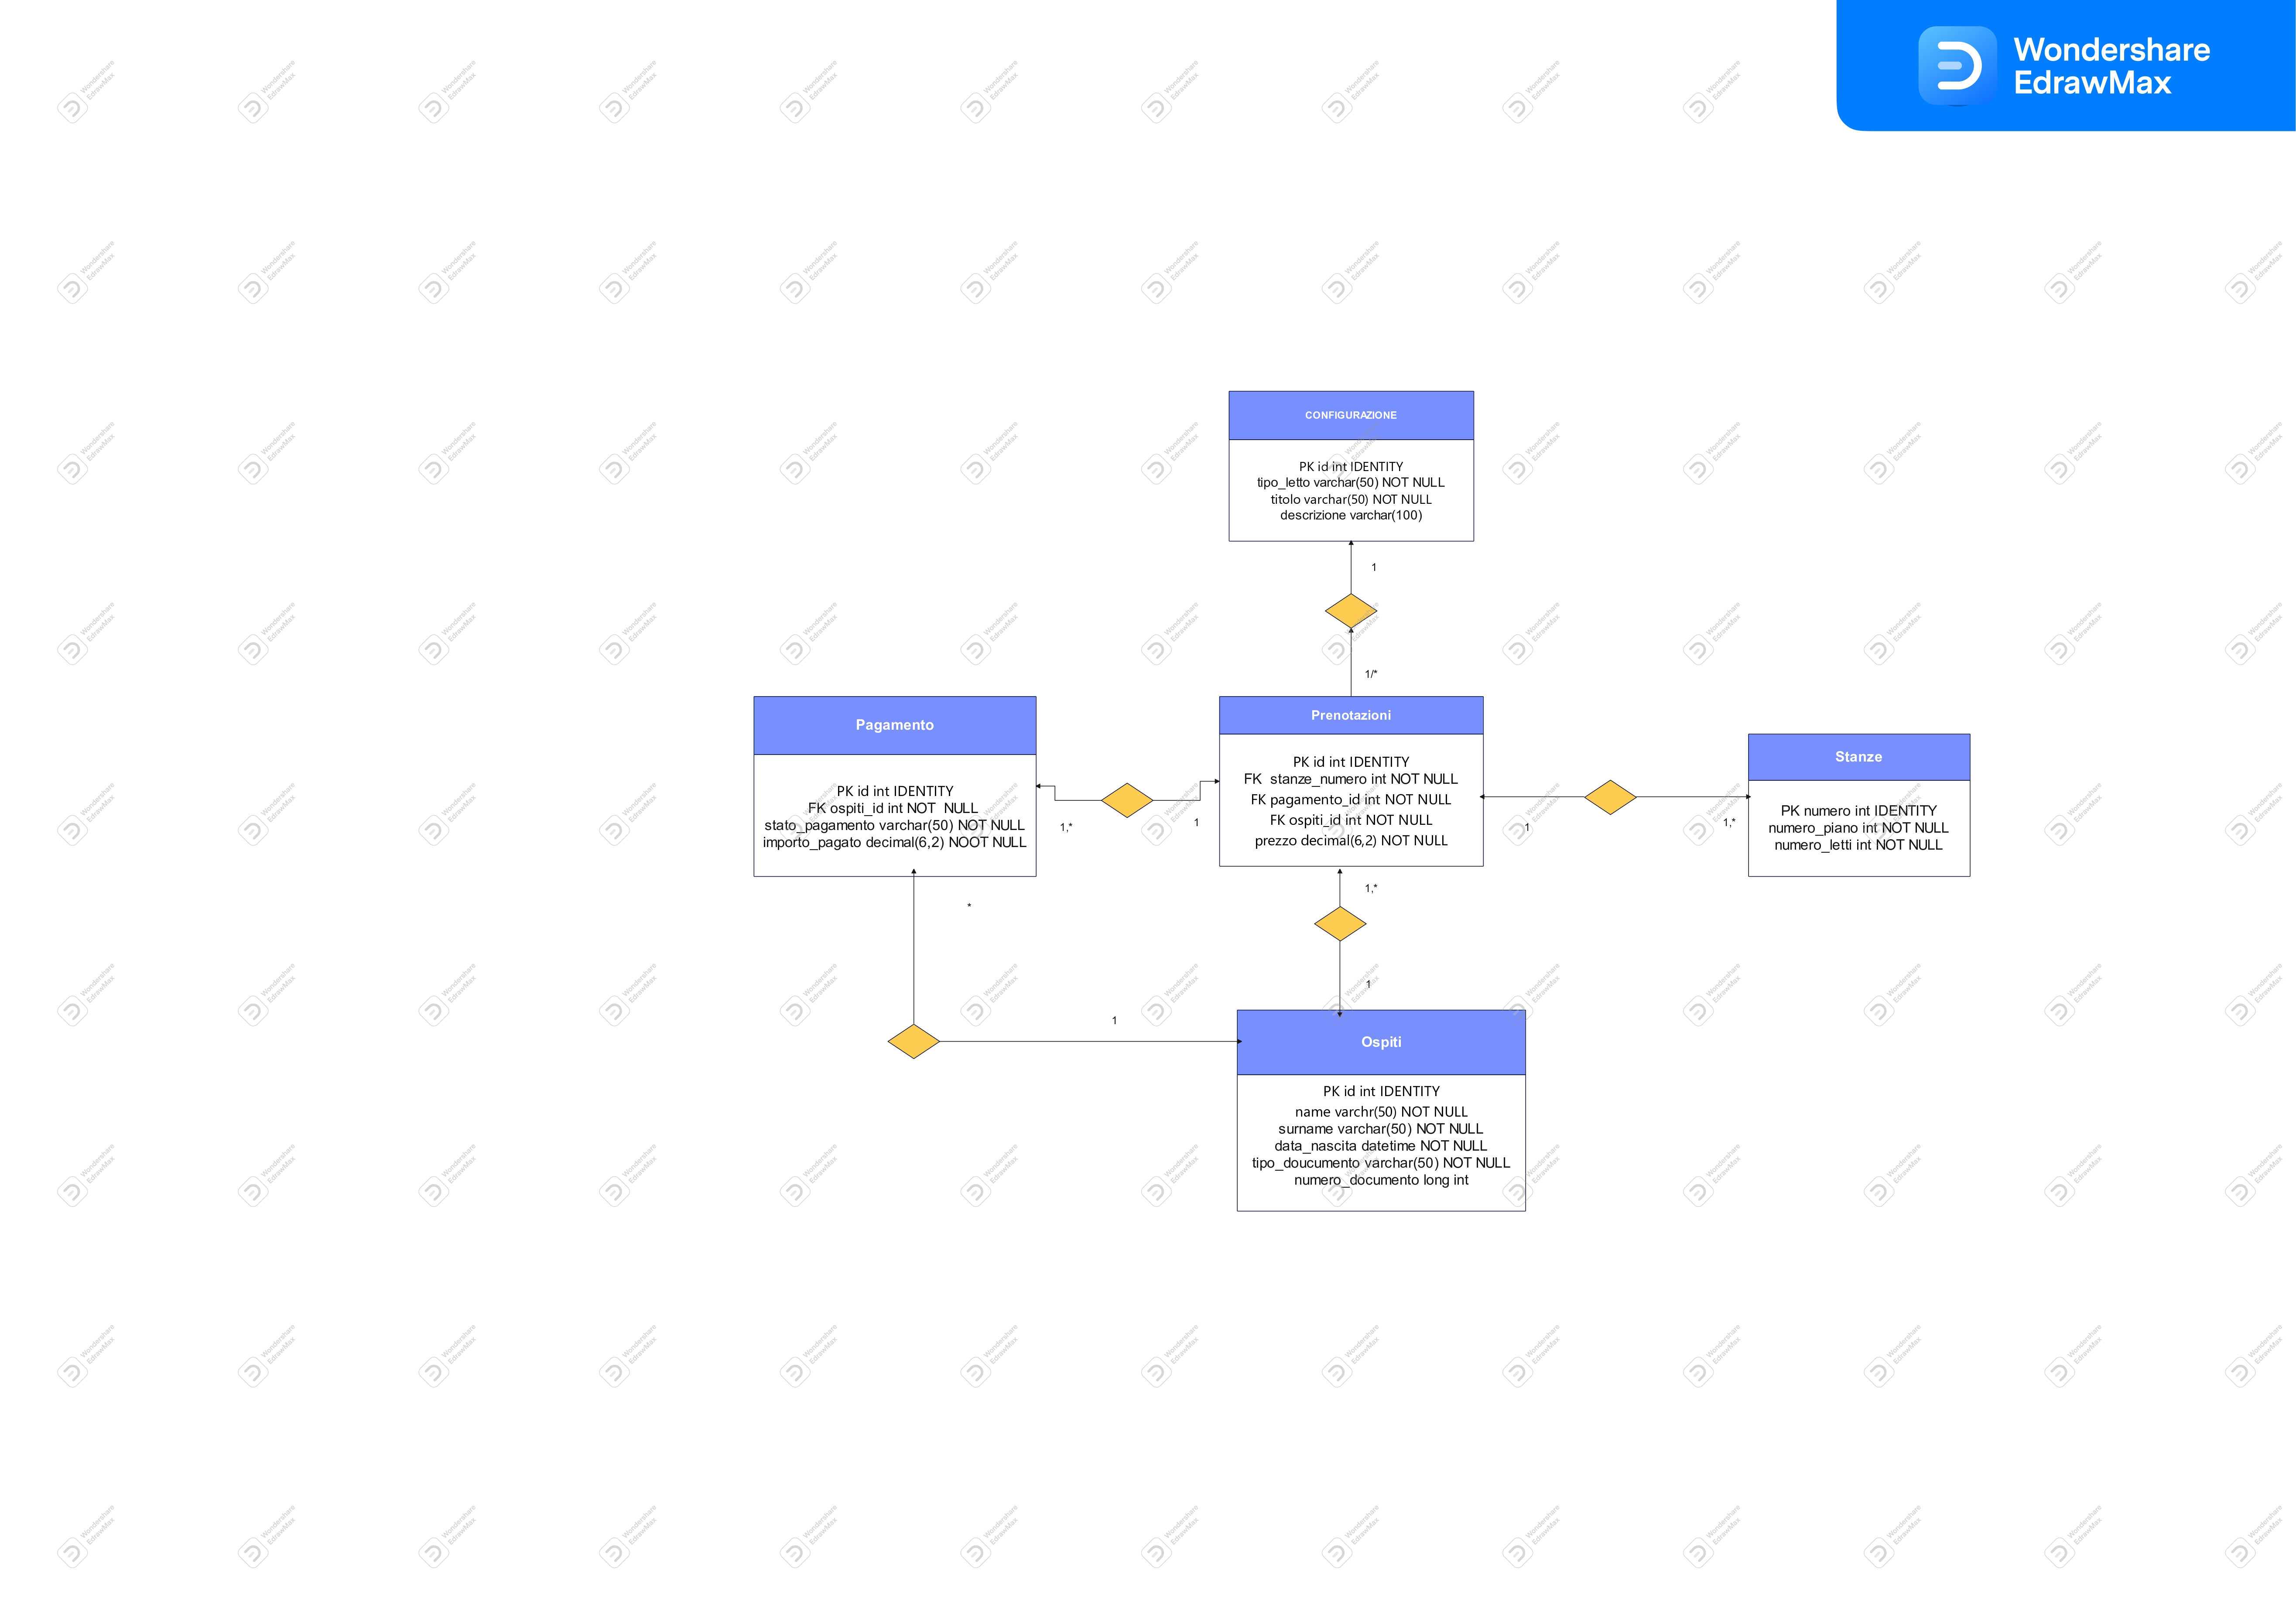 Wondershare
EdrawMax
CONFIGURAZIONE
PK id int IDENTITY
tipo_letto varchar(50) NOT NULL
titolo varchar(50) NOT NULL
descrizione varchar(100)
1
1/*
Pagamento
PK id int IDENTITY
FK ospiti_id int NOT  NULL
stato_pagamento varchar(50) NOT NULL
importo_pagato decimal(6,2) NOOT NULL
1,*
1
Prenotazioni
PK id int IDENTITY
FK  stanze_numero int NOT NULL
FK pagamento_id int NOT NULL
FK ospiti_id int NOT NULL
prezzo decimal(6,2) NOT NULL
1
1,*
Stanze
PK numero int IDENTITY
numero_piano int NOT NULL
numero_letti int NOT NULL
*
1,*
1
1
Ospiti
PK id int IDENTITY
name varchr(50) NOT NULL
surname varchar(50) NOT NULL
data_nascita datetime NOT NULL
tipo_doucumento varchar(50) NOT NULL
numero_documento long int